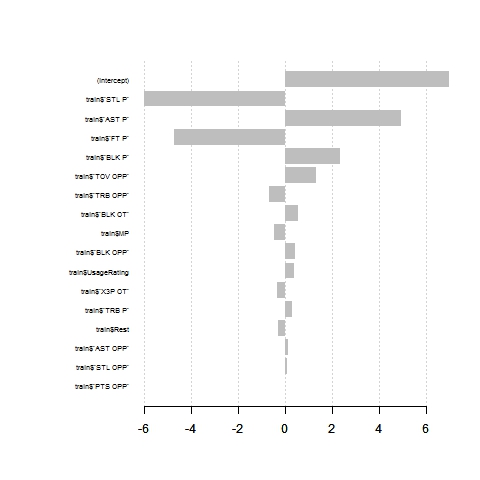 (Intercept)
train$`STL P`
train$`AST P`
train$`FT P`
train$`BLK P`
train$`TOV OPP`
train$`TRB OPP`
train$`BLK OT`
train$MP
train$`BLK OPP`
train$UsageRating
train$`X3P OT`
train$`TRB P`
train$Rest
train$`AST OPP`
train$`STL OPP`
train$`PTS OPP`
-6 -4 -2 0 2 4 6